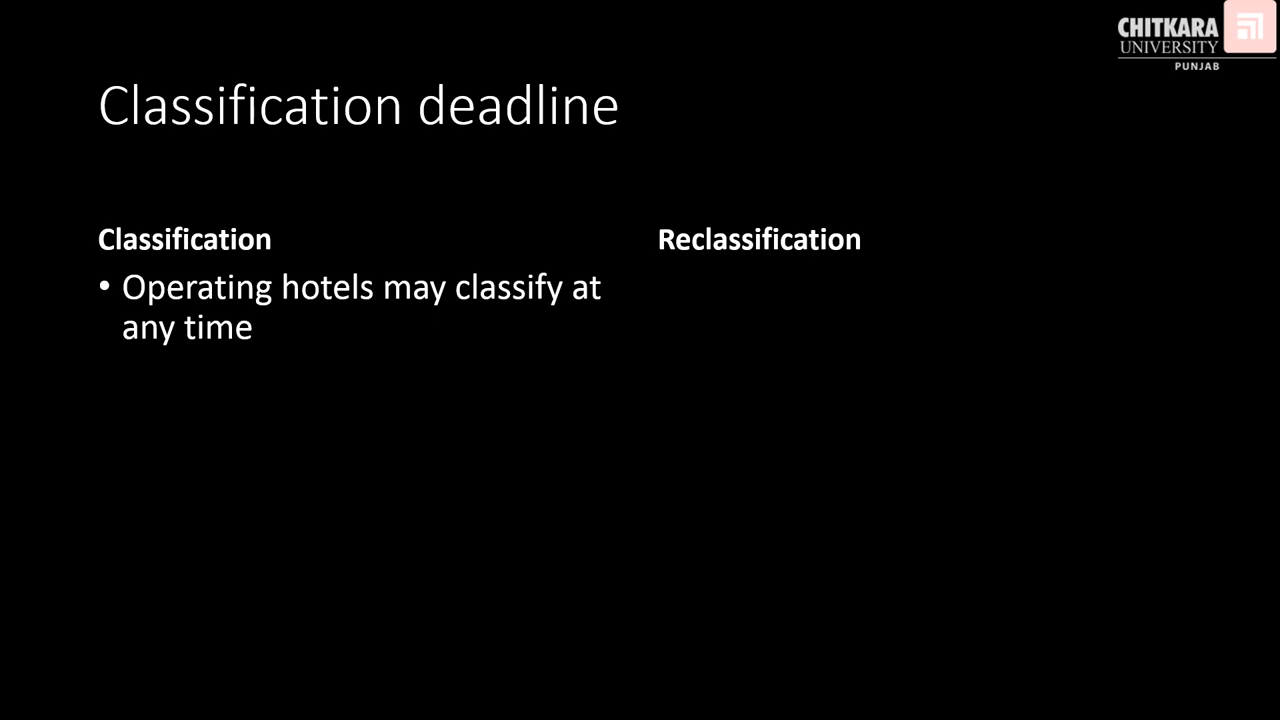 CHITKARA
UNIVERSITY
PUNJAB
Classification deadline
Classification
• Operating hotels may classify at
any time
Reclassification